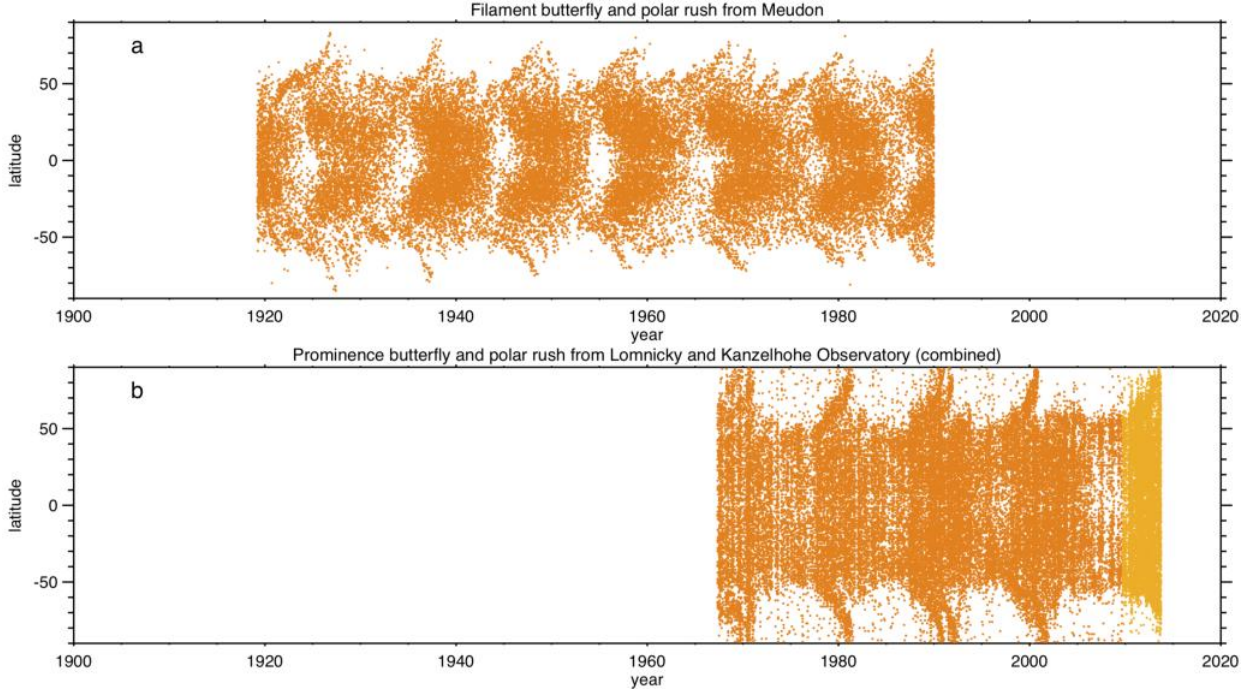 Filament butterfly and polar rush from Meudon
a
50
0
-50
latitude
1900 1920 1940 1960 1980 2000 2020
year
Prominence butterfly and polar rush from Lomnicky and Kanzelhohe Observatory (combined)
b
50
0
-50
latitude
1900 1920 1940 1960 1980 2000 2020
year